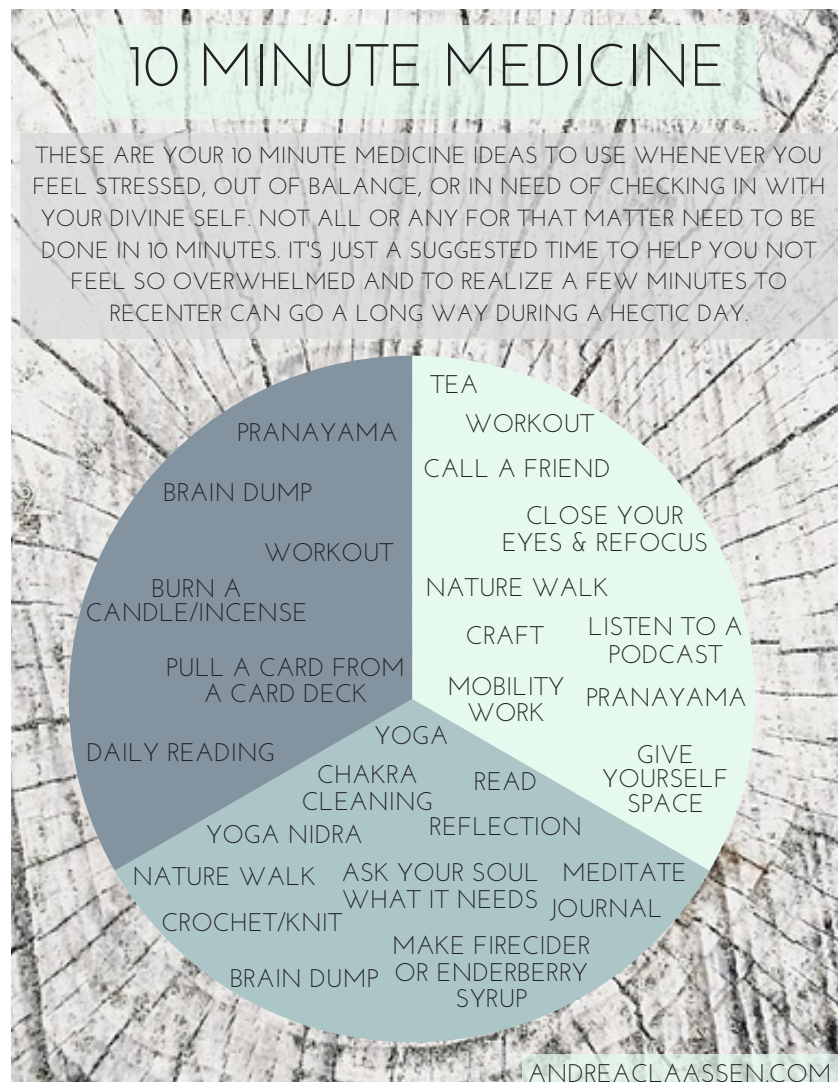 10 MINUTE MEDICINE
THESE ARE YOUR 10 MINUTE MEDICINE IDEAS TO USE WHENEVER YOU
FEEL STRESSED, OUT OF BALANCE, OR IN NEED OF CHECKING IN WITH
YOUR DIVINE SELF. NOT ALL OR ANY FOR THAT MATTER NEED TO BE
DONE IN 10 MINUTES. IT'S JUST A SUGGESTED TIME TO HELP YOU NOT
FEEL SO OVERWHELMED AND TO REALIZE A FEW MINUTES TO
RECENTER CAN GO A LONG WAY DURING A HECTIC DAY.
PRANAYAMA
BRAIN DUMP
WORKOUT
BURN A
CANDLE/INCENSE
PULL A CARD FROM
A CARD DECK
DAILY READING
TEA
WORKOUT
CALL A FRIEND
CLOSE YOUR
EYES & REFOCUS
NATURE WALK
CRAFT
LISTEN TO A
PODCAST
MOBILITY
WORK
PRANAYAMA
GIVE
YOURSELF
SPACE
YOGA
CHAKRA
CLEANING
READ
YOGA NIDRA
REFLECTION
NATURE WALK
ASK YOUR SOUL
WHAT IT NEEDS
MEDITATE
JOURNAL
CROCHET/KNIT
BRAIN DUMP
MAKE FIRECIDER
OR ENDERBERRY
SYRUP
ANDREACLAASSEN.COM